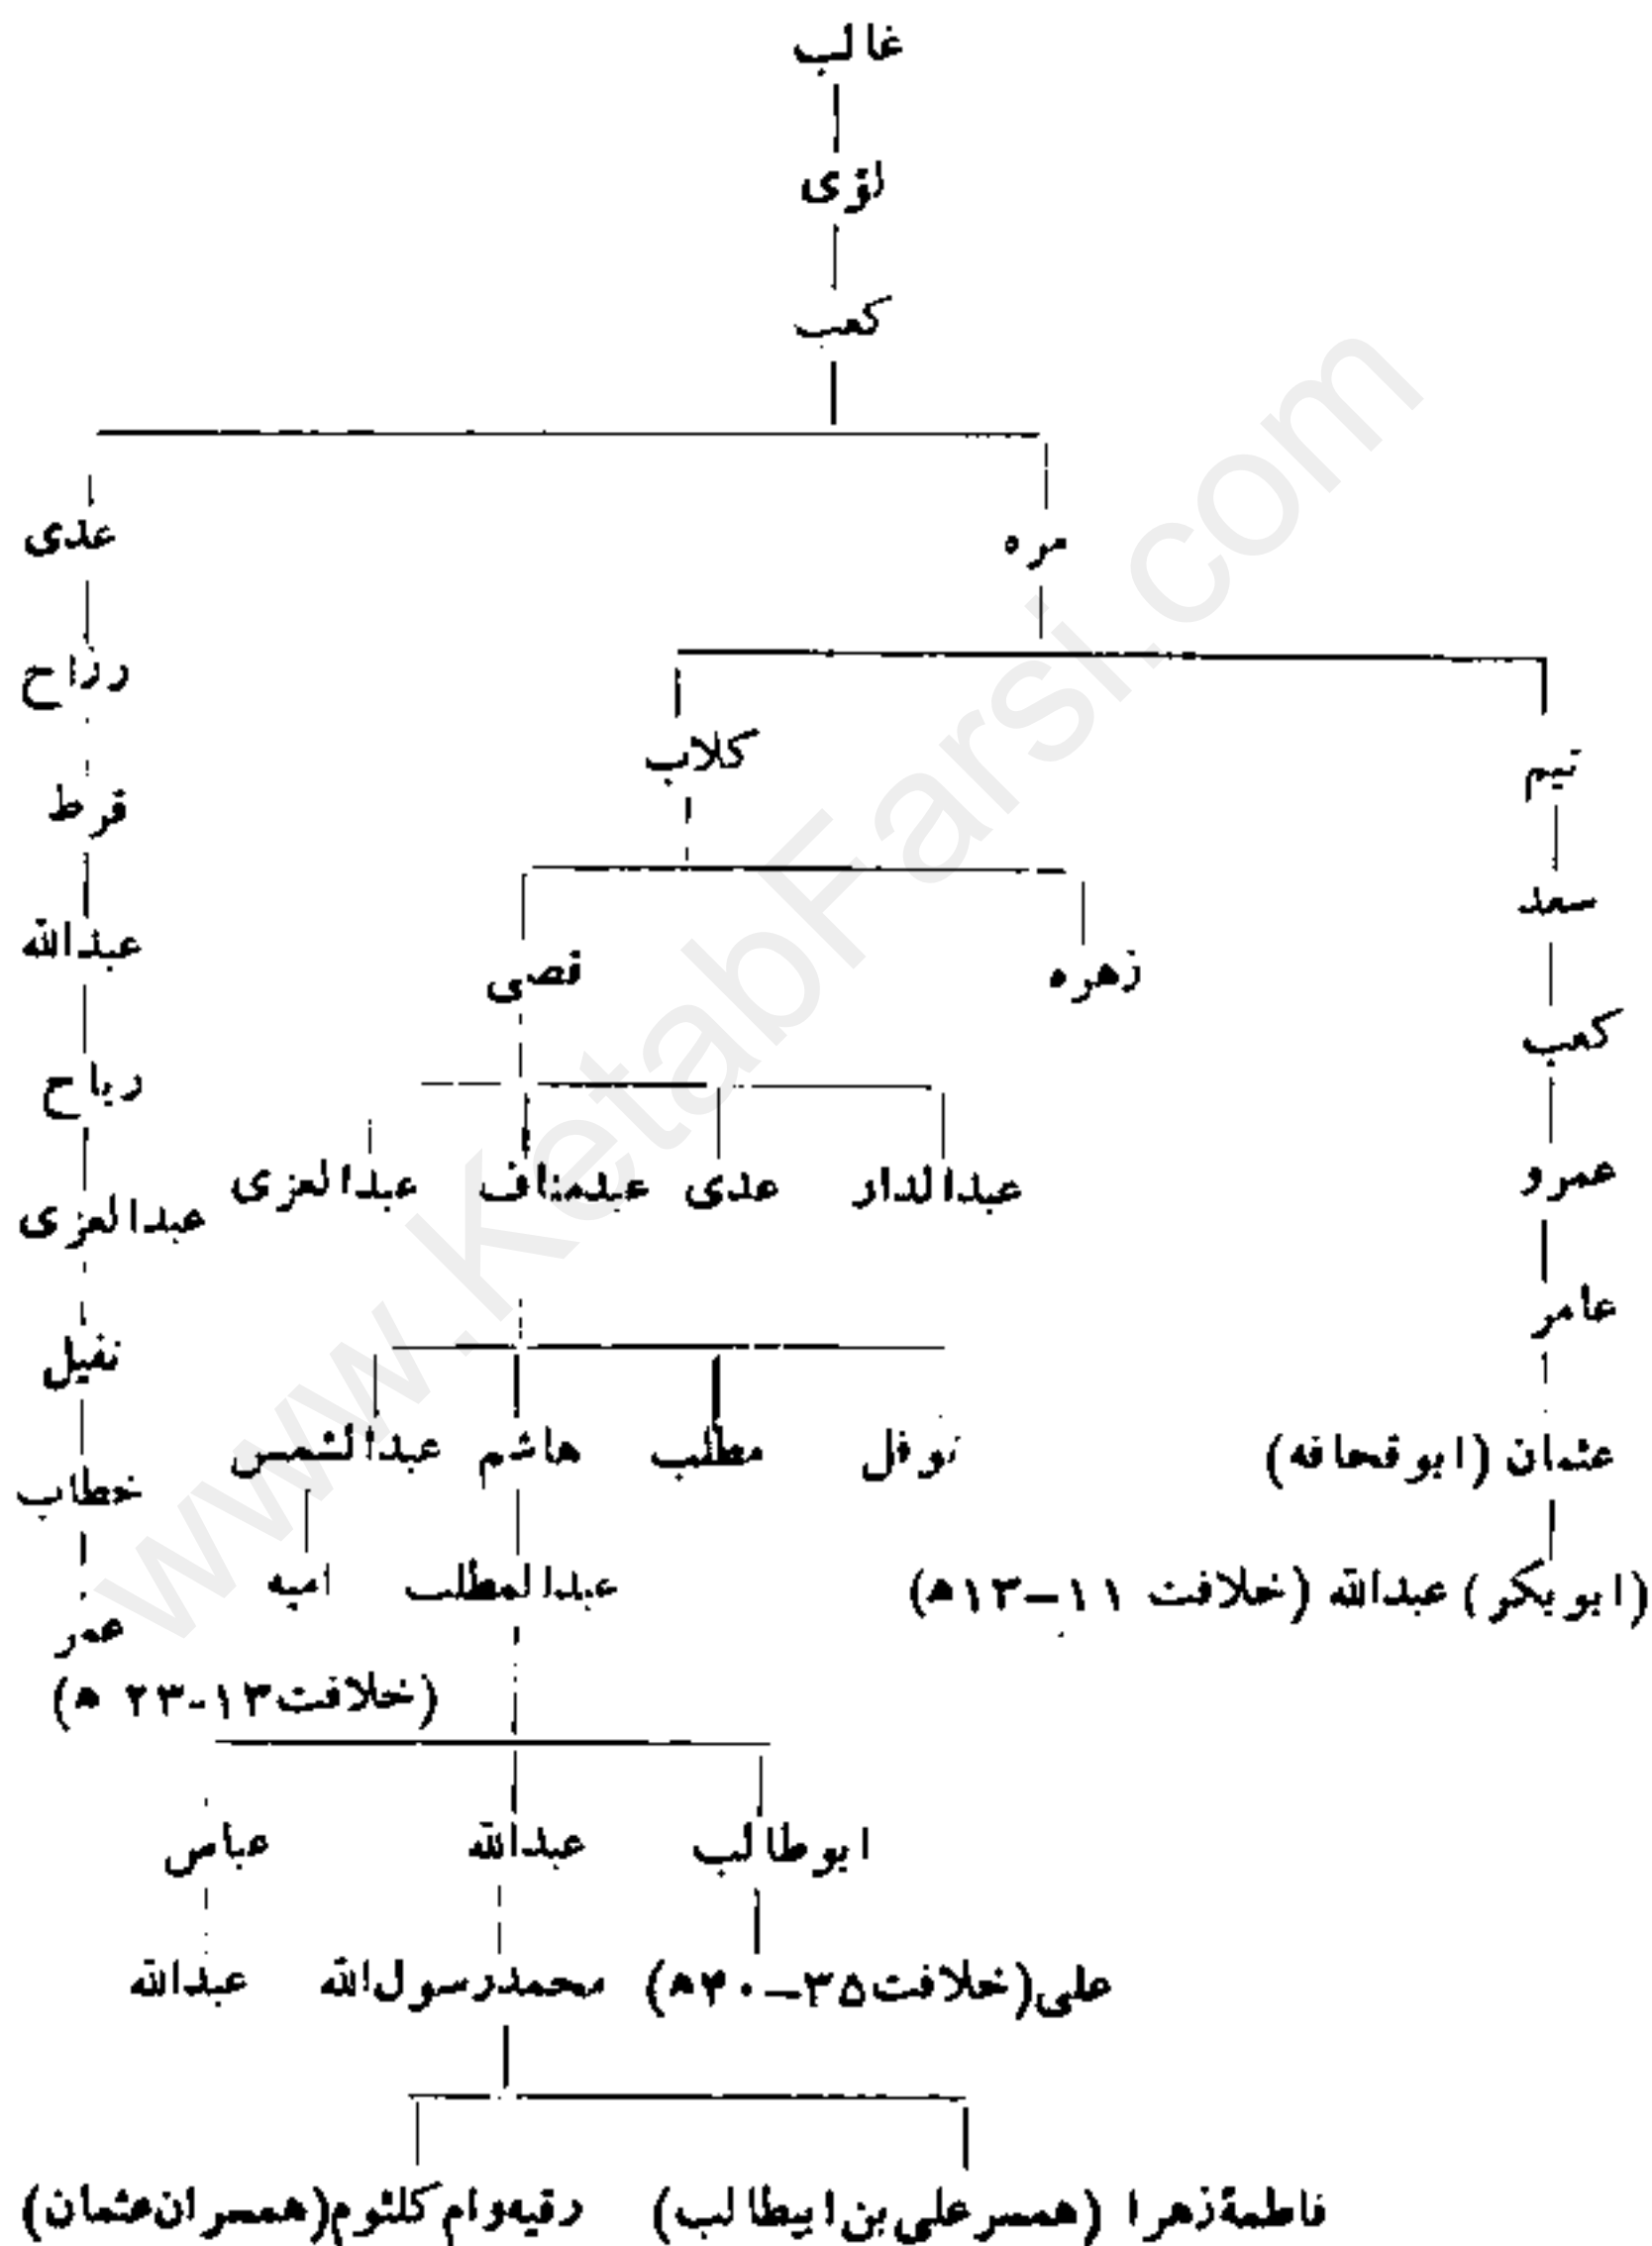 غالب
لؤی
کعب
مره
عدی
تیم
کلاب
رزاح
سعد
زهره
قصی
قرط
کعب
عبدالله
عمرو
عبدالدار
عدی
عبدمناف
عبدالعزی
ریاح
عامر
عبدالعزی
عثمان (ابوقحافه)
نوفل
مطلب
هاشم
عبدالشمس
نفیل
(ابوبکر) عبدالله (خلافت ۱۱-۱۳ه)
عبدالمطلب
امیه
خطاب
عمر
(خلافت ۱۳-۲۳ ه)
ابوطالب
عبدالله
عباس
علی (خلافت ۳۵-۴۰ه)
محمدرسول‌الله
عبدالله
فاطمهٔ زهرا (همسر علی بن ابیطالب)
رقیه و ام کلثوم (همسران عثمان)
www.KetabFarsi.com